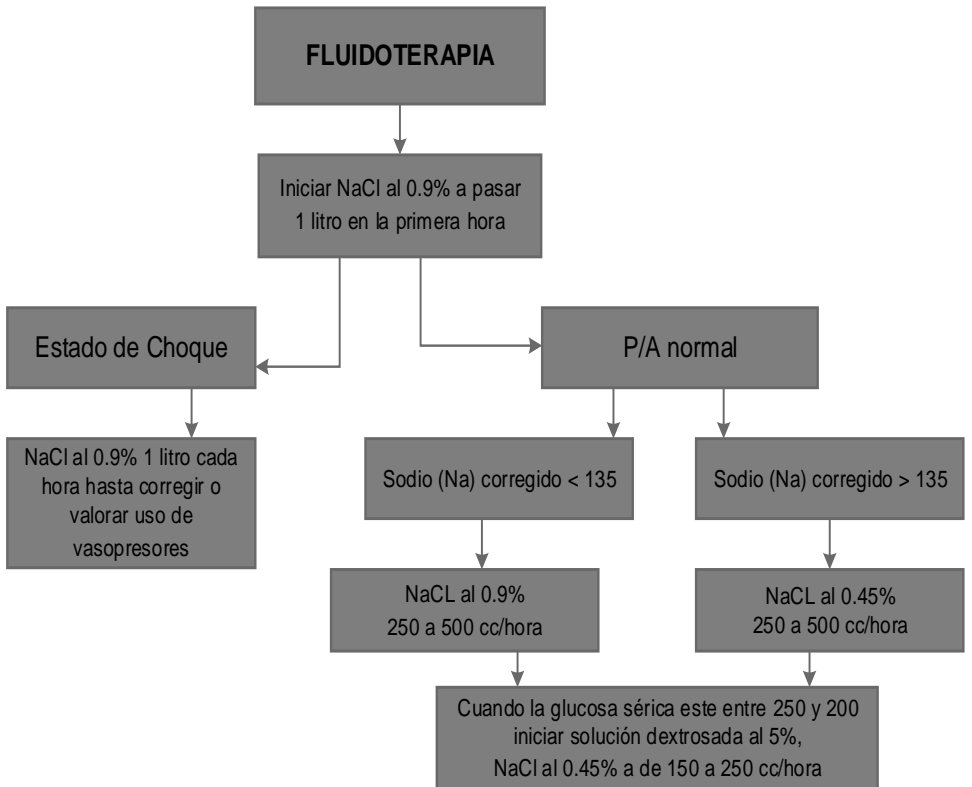 FLUIDOTERAPIA
Iniciar NaCl al 0.9% a pasar
1 litro en la primera hora
Estado de Choque
P/A normal
NaCl al 0.9% 1 litro cada
hora hasta corregir o
valorar uso de
vasopresores
Sodio (Na) corregido < 135
Sodio (Na) corregido > 135
NaCL al 0.9%
250 a 500 cc/hora
NaCL al 0.45%
250 a 500 cc/hora
Cuando la glucosa sérica este entre 250 y 200
iniciar solución dextrosada al 5%,
NaCl al 0.45% a de 150 a 250 cc/hora